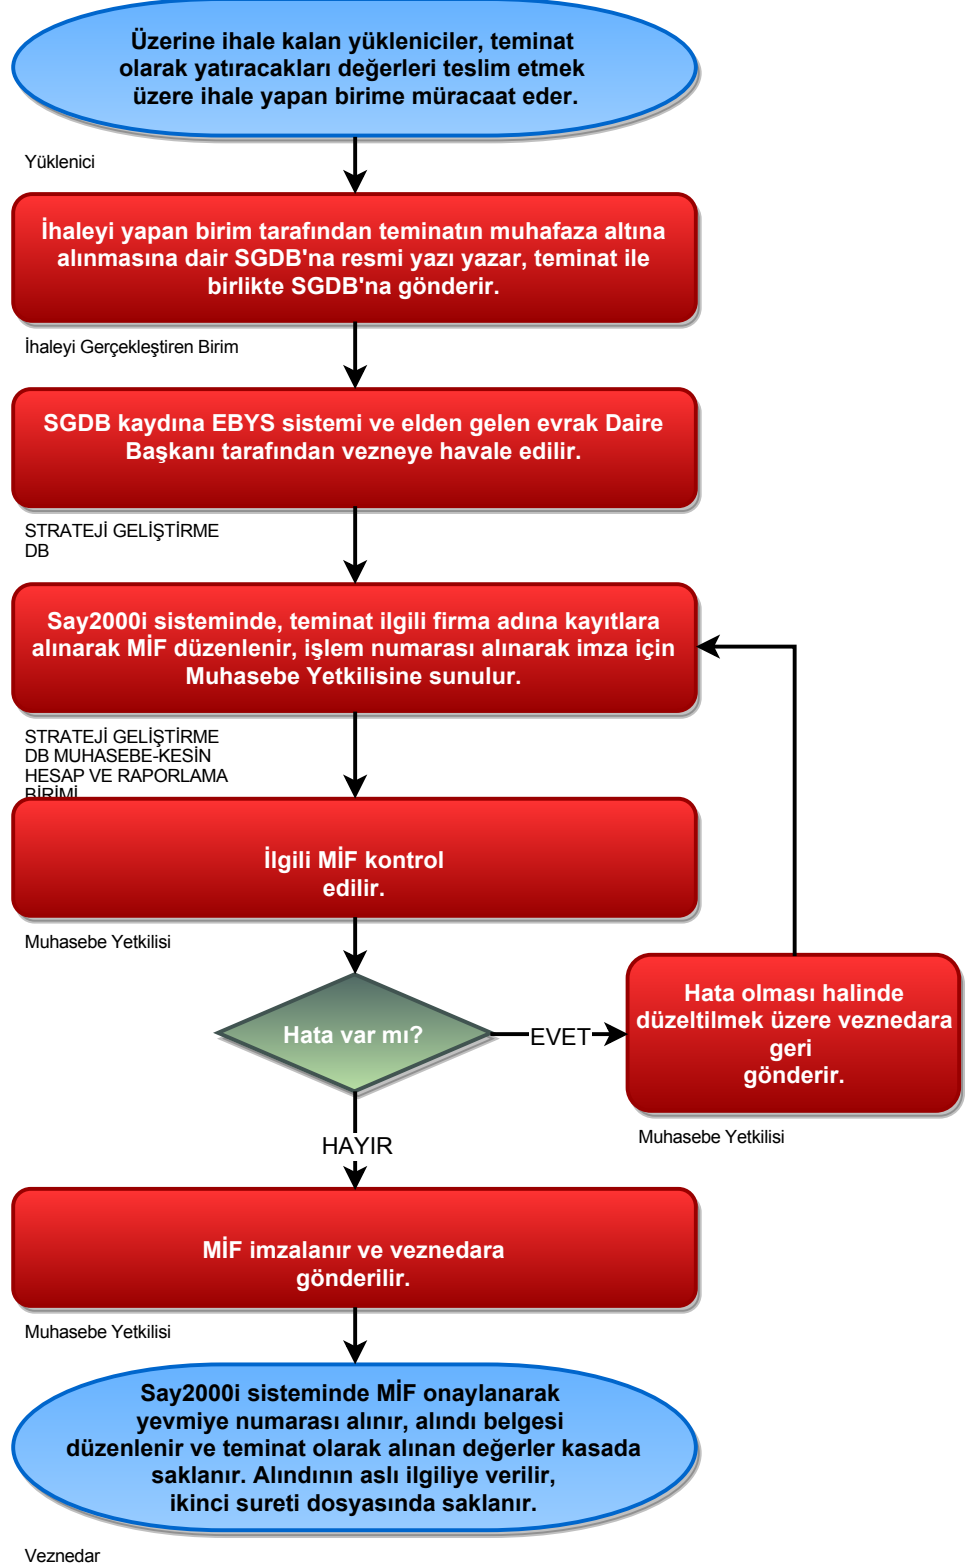 Üzerine ihale kalan yükleniciler, teminat
olarak yatıracakları değerleri teslim etmek
üzere ihale yapan birime müracaat eder.
Yüklenici
İhaleyi yapan birim tarafından teminatın muhafaza altına
alınmasına dair SGDB'na resmi yazı yazar, teminat ile
birlikte SGDB'na gönderir.
İhaleyi Gerçekleştiren Birim
SGDB kaydına EBYS sistemi ve elden gelen evrak Daire
Başkanı tarafından vezneye havale edilir.
STRATEJİ GELİŞTİRME
DB
Say2000i sisteminde, teminat ilgili firma adına kayıtlara
alınarak MİF düzenlenir, işlem numarası alınarak imza için
Muhasebe Yetkilisine sunulur.
STRATEJİ GELİŞTİRME
DB MUHASEBE-KESİN
HESAP VE RAPORLAMA
BİRİMİ
İlgili MİF kontrol
edilir.
Muhasebe Yetkilisi
Hata var mı?
EVET
Hata olması halinde
düzeltilmek üzere veznedara
geri
gönderir.
Muhasebe Yetkilisi
HAYIR
MİF imzalanır ve veznedara
gönderilir.
Muhasebe Yetkilisi
Say2000i sisteminde MİF onaylanarak
yevmiye numarası alınır, alındı belgesi
düzenlenir ve teminat olarak alınan değerler kasada
saklanır. Alındının aslı ilgiliye verilir,
ikinci sureti dosyasında saklanır.
Veznedar